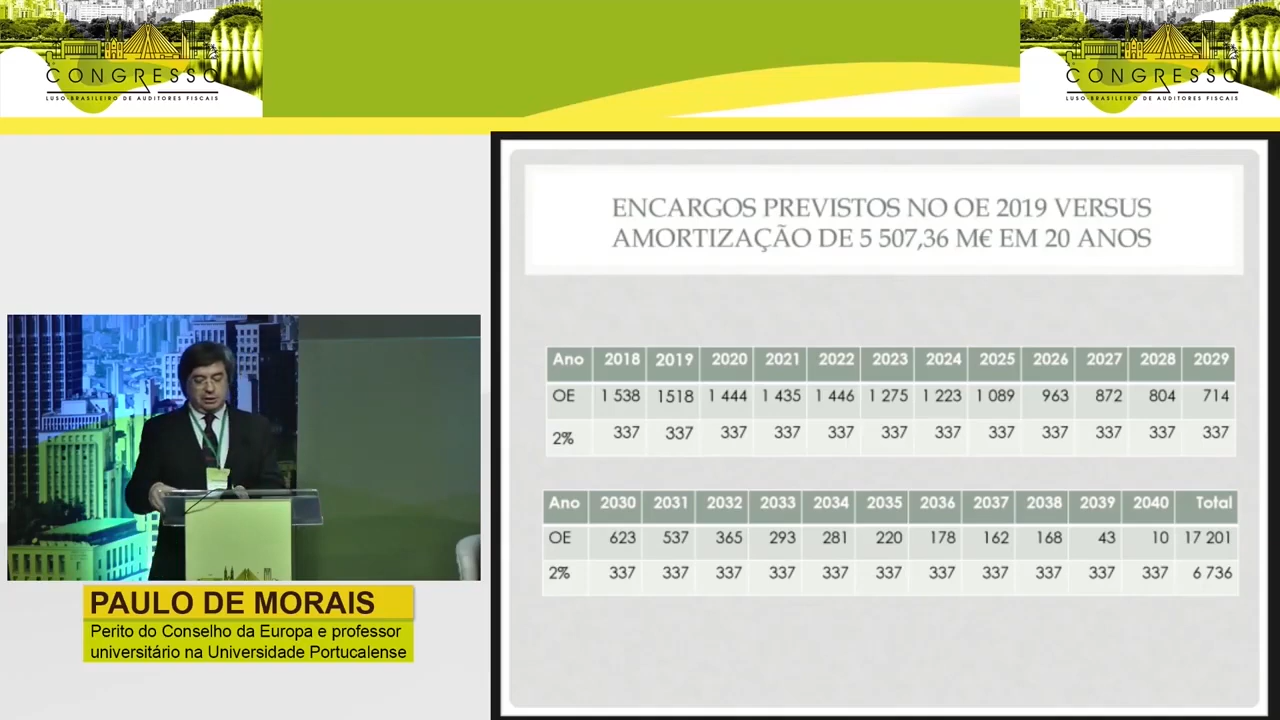 CONGRESSO
LUSO-BRASILEIRO DE AUDITORES FISCAIS
CONGRESSO
LUSO-BRASILEIRO DE AUDITORES FISCAIS
ENCARGOS PREVISTOS NO OE 2019 VERSUS
AMORTIZAÇÃO DE 5 507,36 M€ EM 20 ANOS
Ano 2018 2019 2020 2021 2022 2023 2024 2025 2026 2027 2028 2029
OE 1 538 1518 1 444 1 435 1 446 1 275 1 223 1 089 963 872 804 714
2% 337 337 337 337 337 337 337 337 337 337 337 337
Ano 2030 2031 2032 2033 2034 2035 2036 2037 2038 2039 2040 Total
OE 623 537 365 293 281 220 178 162 168 43 10 17 201
2% 337 337 337 337 337 337 337 337 337 337 337 6 736
PAULO DE MORAIS
Perito do Conselho da Europa e professor
universitário na Universidade Portucalense